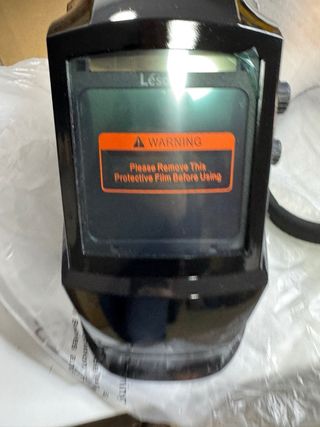 WARNING
Please Remove This
Protective Film Before Using